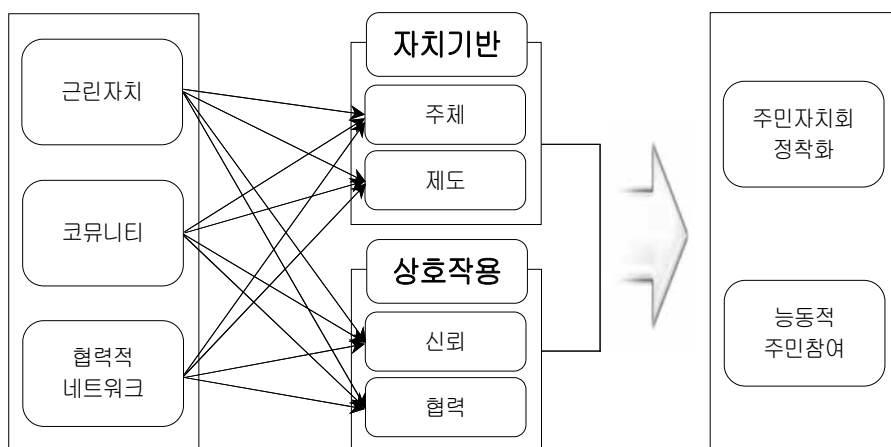 근린자치
코뮤니티
협력적
네트워크
자치기반
주체
제도
상호작용
신뢰
협력
주민자치회
정착화
능동적
주민참여